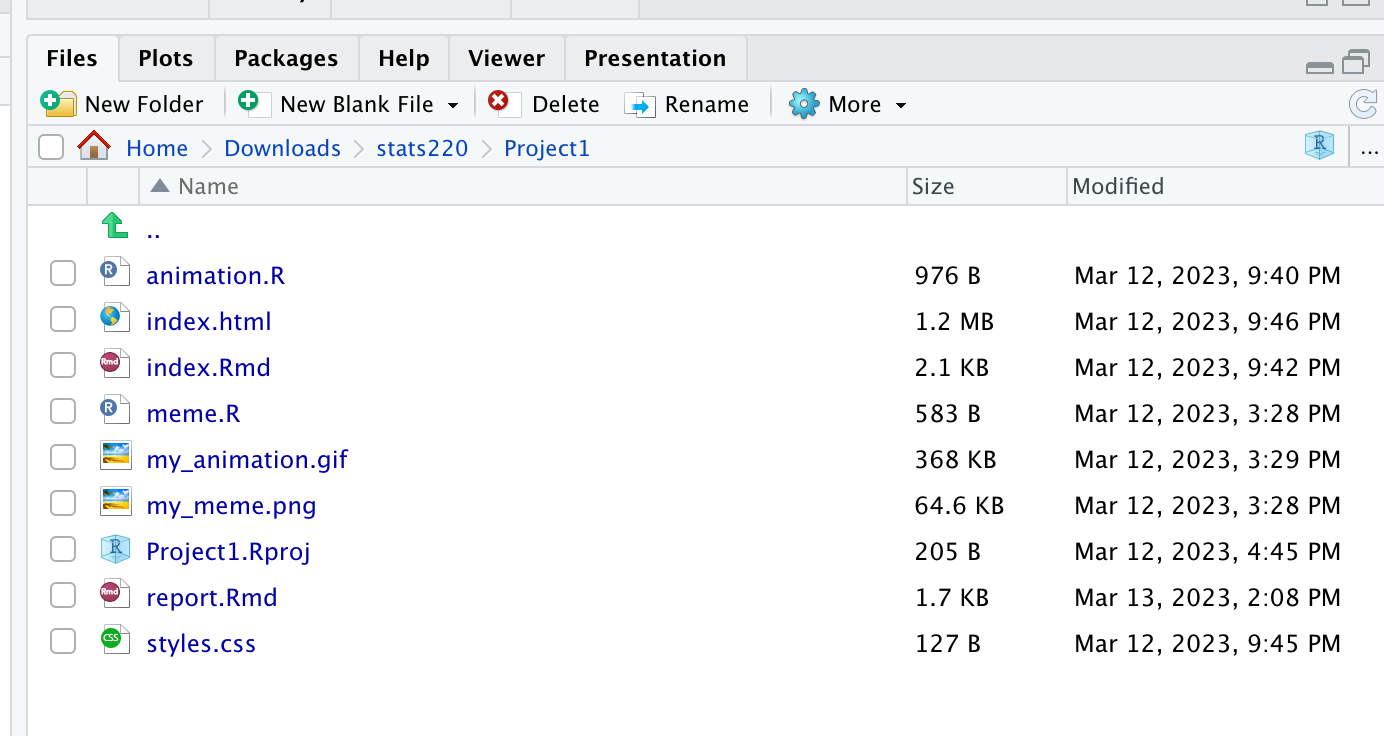 Files Plots Packages Help Viewer Presentation
New Folder New Blank File Delete Rename More
Home Downloads stats220 Project1 R ...
Name Size Modified
..
R animation.R 976 B Mar 12, 2023, 9:40 PM
index.html 1.2 MB Mar 12, 2023, 9:46 PM
Rmd index.Rmd 2.1 KB Mar 12, 2023, 9:42 PM
R meme.R 583 B Mar 12, 2023, 3:28 PM
my_animation.gif 368 KB Mar 12, 2023, 3:29 PM
my_meme.png 64.6 KB Mar 12, 2023, 3:28 PM
R Project1.Rproj 205 B Mar 12, 2023, 4:45 PM
Rmd report.Rmd 1.7 KB Mar 13, 2023, 2:08 PM
CSS styles.css 127 B Mar 12, 2023, 9:45 PM